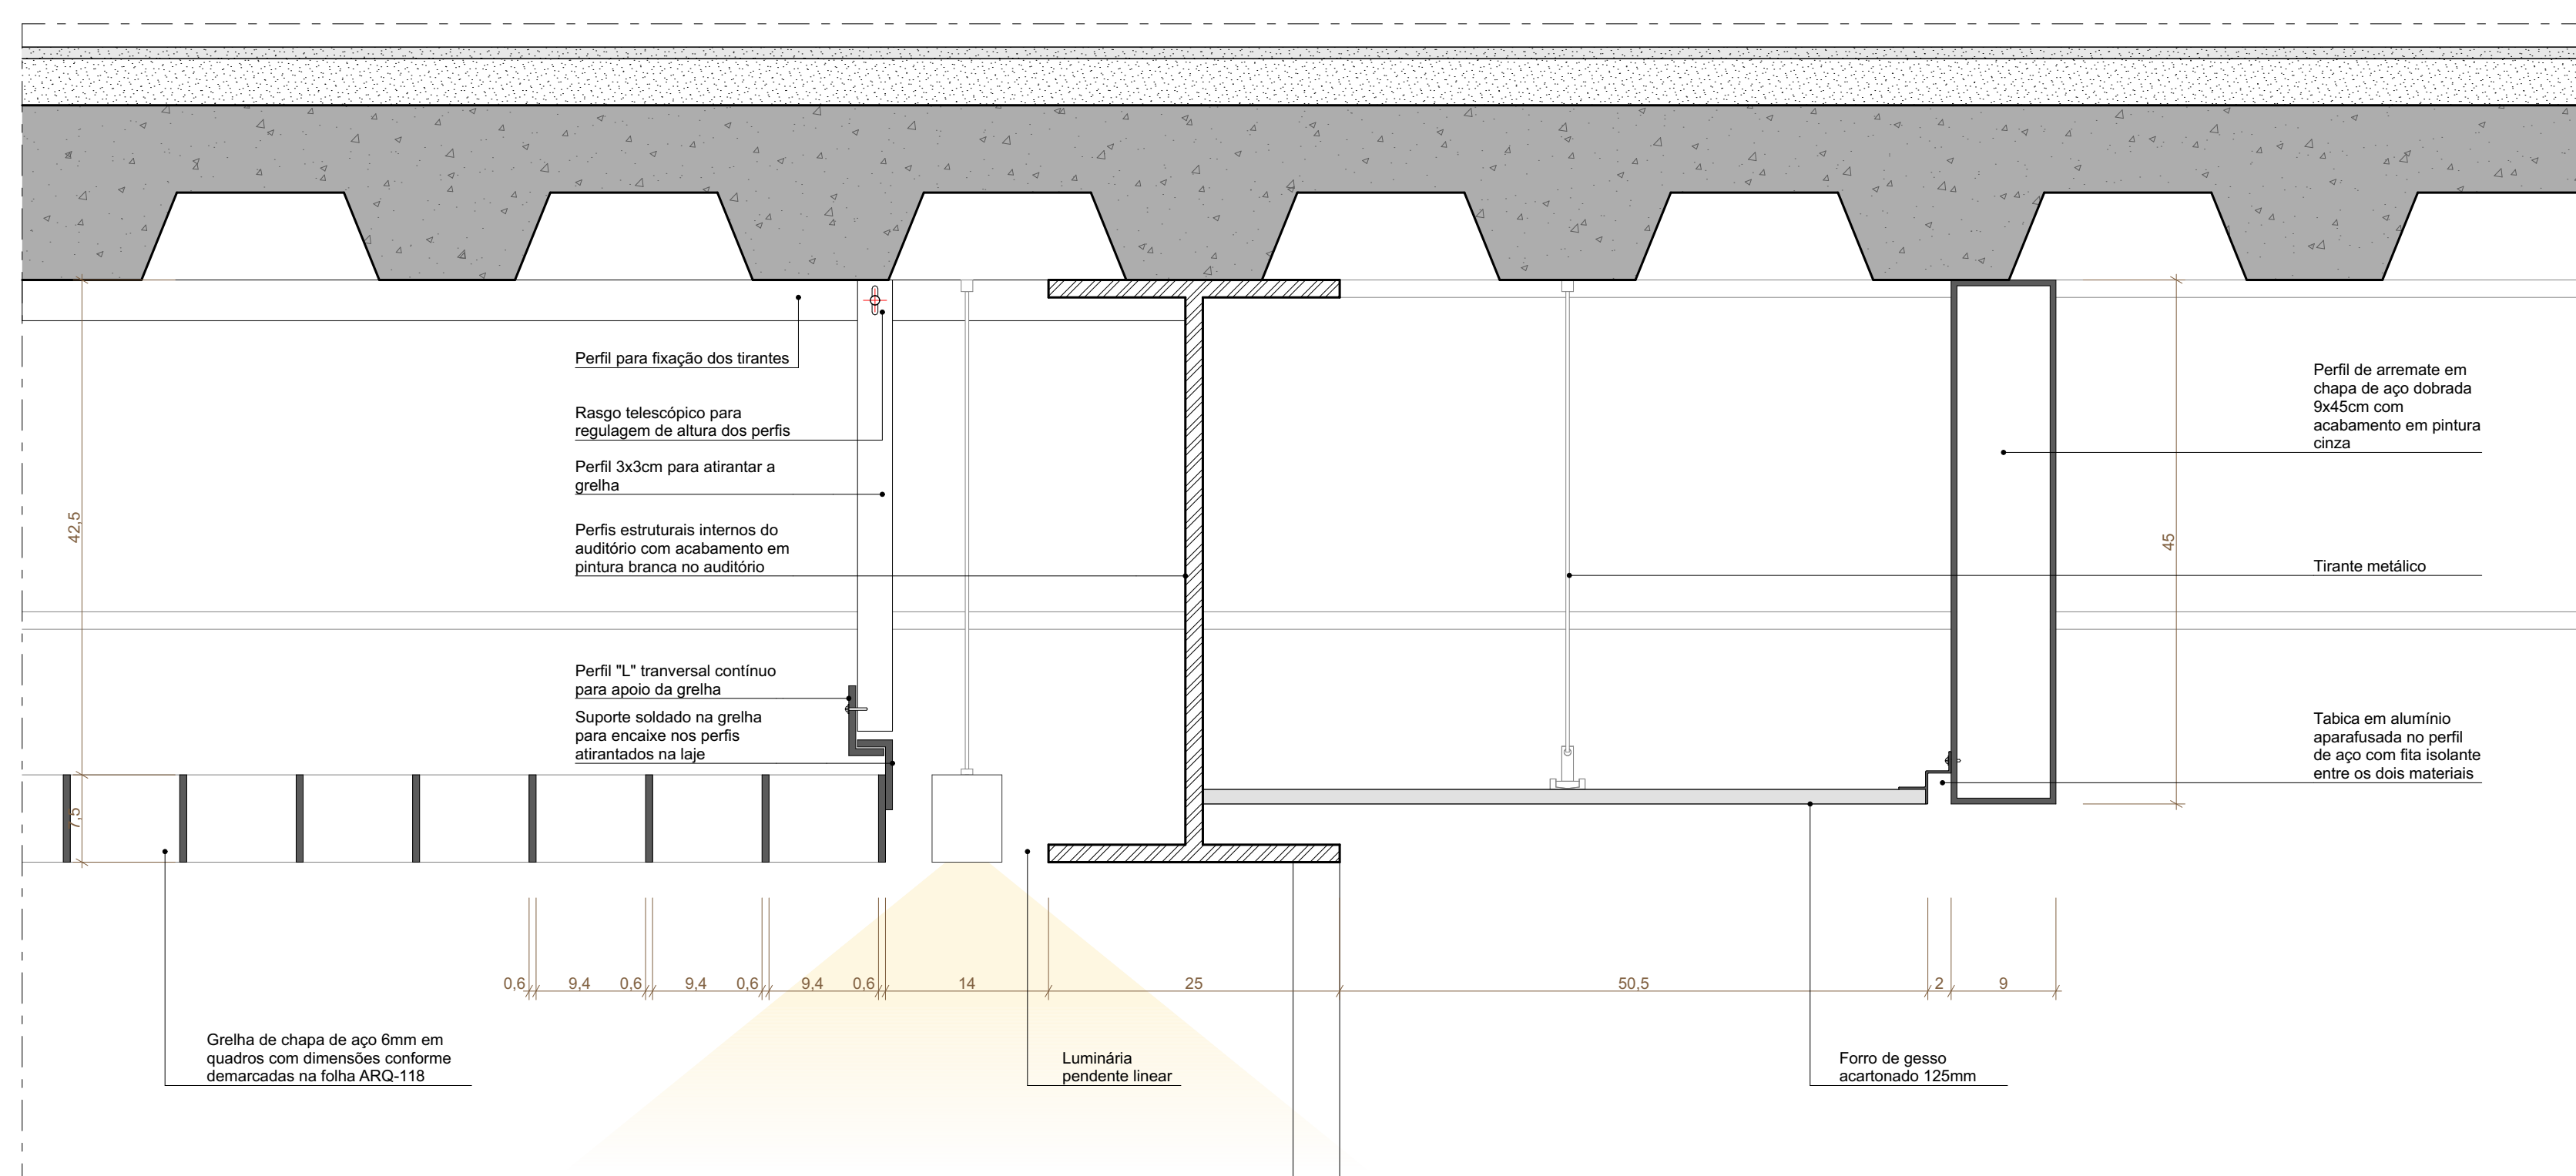 Perfil para fixação dos tirantes
Rasgo telescópico para
regulagem de altura dos perfis
Perfil 3x3cm para atirantar a
grelha
Perfis estruturais internos do
auditório com acabamento em
pintura branca no auditório
Perfil "L" tranversal contínuo
para apoio da grelha
Suporte soldado na grelha
para encaixe nos perfis
atirantados na laje
42,5
7,5
Perfil de arremate em
chapa de aço dobrada
9x45cm com
acabamento em pintura
cinza
45
Tirante metálico
Tabica em alumínio
aparafusada no perfil
de aço com fita isolante
entre os dois materiais
0,6 9,4 0,6 9,4 0,6 9,4 0,6 14 25 50,5 2 9
Grelha de chapa de aço 6mm em
quadros com dimensões conforme
demarcadas na folha ARQ-118
Luminária
pendente linear
Forro de gesso
acartonado 125mm